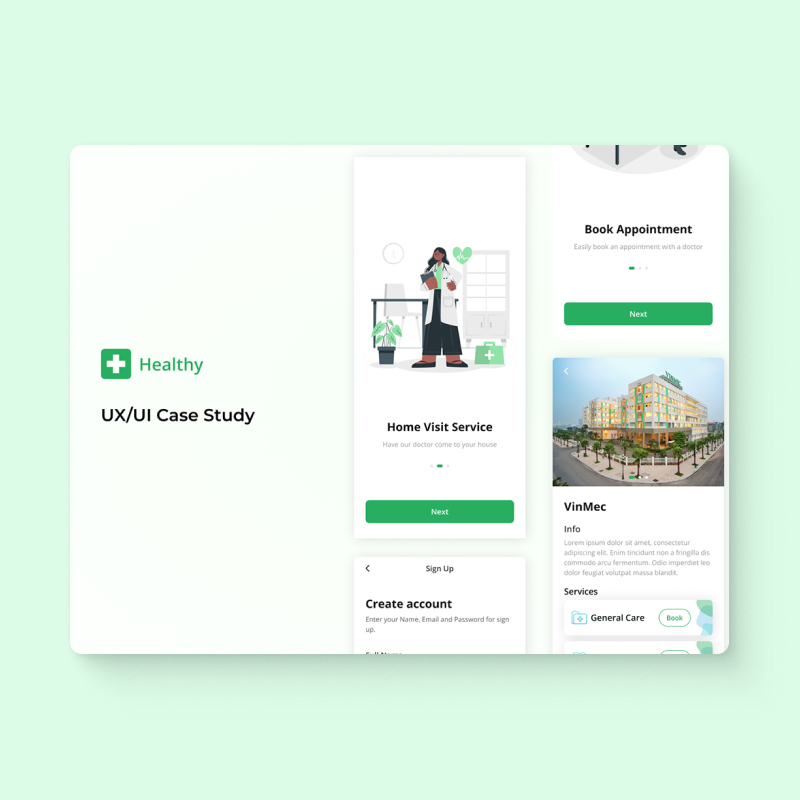 Healthy
UX/UI Case Study
Home Visit Service
Have our doctor come to your house
Next
Sign Up
Create account
Enter your Name, Email and Password for sign
up.
Full Name
Book Appointment
Easily book an appointment with a doctor
Next
VINMEC
VinMec
Info
Lorem ipsum dolor sit amet, consectetur
adipiscing elit. Enim tincidunt non a fringilla dis
commodo arcu fermentum. Odio imperdiet leo
dolor feugiat volutpat massa blandit.
Services
General Care
Book